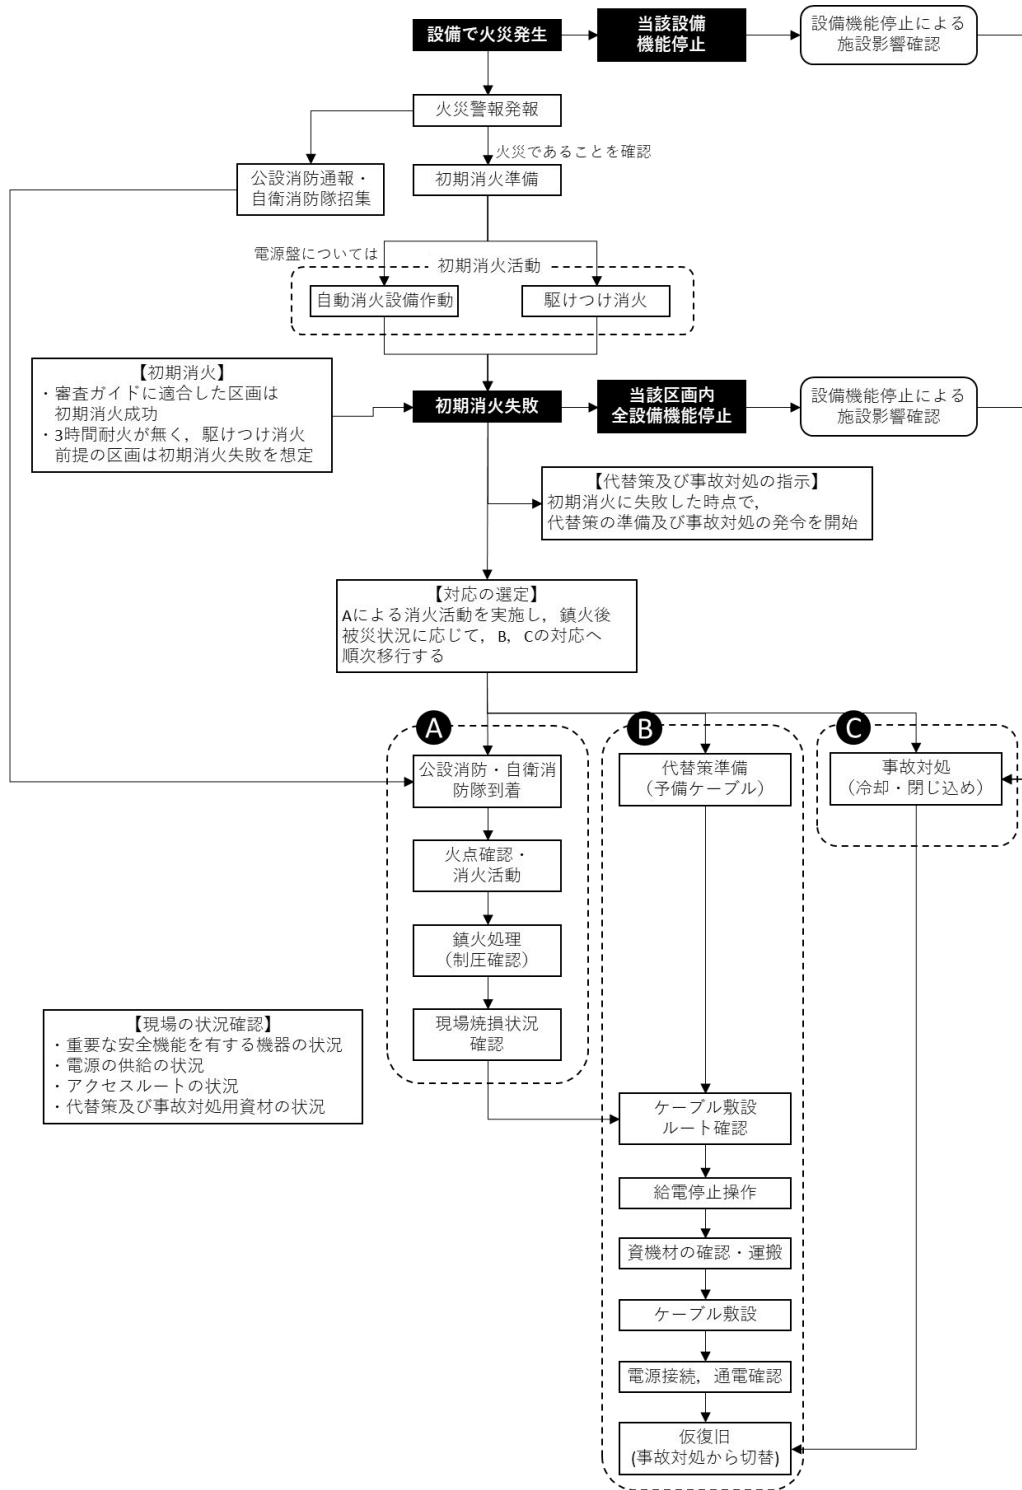 設備で火災発生
当該設備
機能停止
設備機能停止による
施設影響確認
火災警報発報
火災であることを確認
公設消防通報・
自衛消防隊招集
初期消火準備
電源盤については
初期消火活動
自動消火設備作動
駆けつけ消火
【初期消火】
・審査ガイドに適合した区画は
初期消火成功
・3時間耐火が無く，駆けつけ消火
前提の区画は初期消火失敗を想定
初期消火失敗
当該区画内
全設備機能停止
設備機能停止による
施設影響確認
【代替策及び事故対処の指示】
初期消火に失敗した時点で，
代替策の準備及び事故対処の発令を開始
【対応の選定】
Aによる消火活動を実施し，鎮火後
被災状況に応じて，B，Cの対応へ
順次移行する
A
B
C
公設消防・自衛消
防隊到着
代替策準備
（予備ケーブル）
事故対処
（冷却・閉じ込め）
火点確認・
消火活動
鎮火処理
（制圧確認）
現場焼損状況
確認
【現場の状況確認】
・重要な安全機能を有する機器の状況
・電源の供給の状況
・アクセスルートの状況
・代替策及び事故対処用資材の状況
ケーブル敷設
ルート確認
給電停止操作
資機材の確認・運搬
ケーブル敷設
電源接続，通電確認
仮復旧
(事故対処から切替)